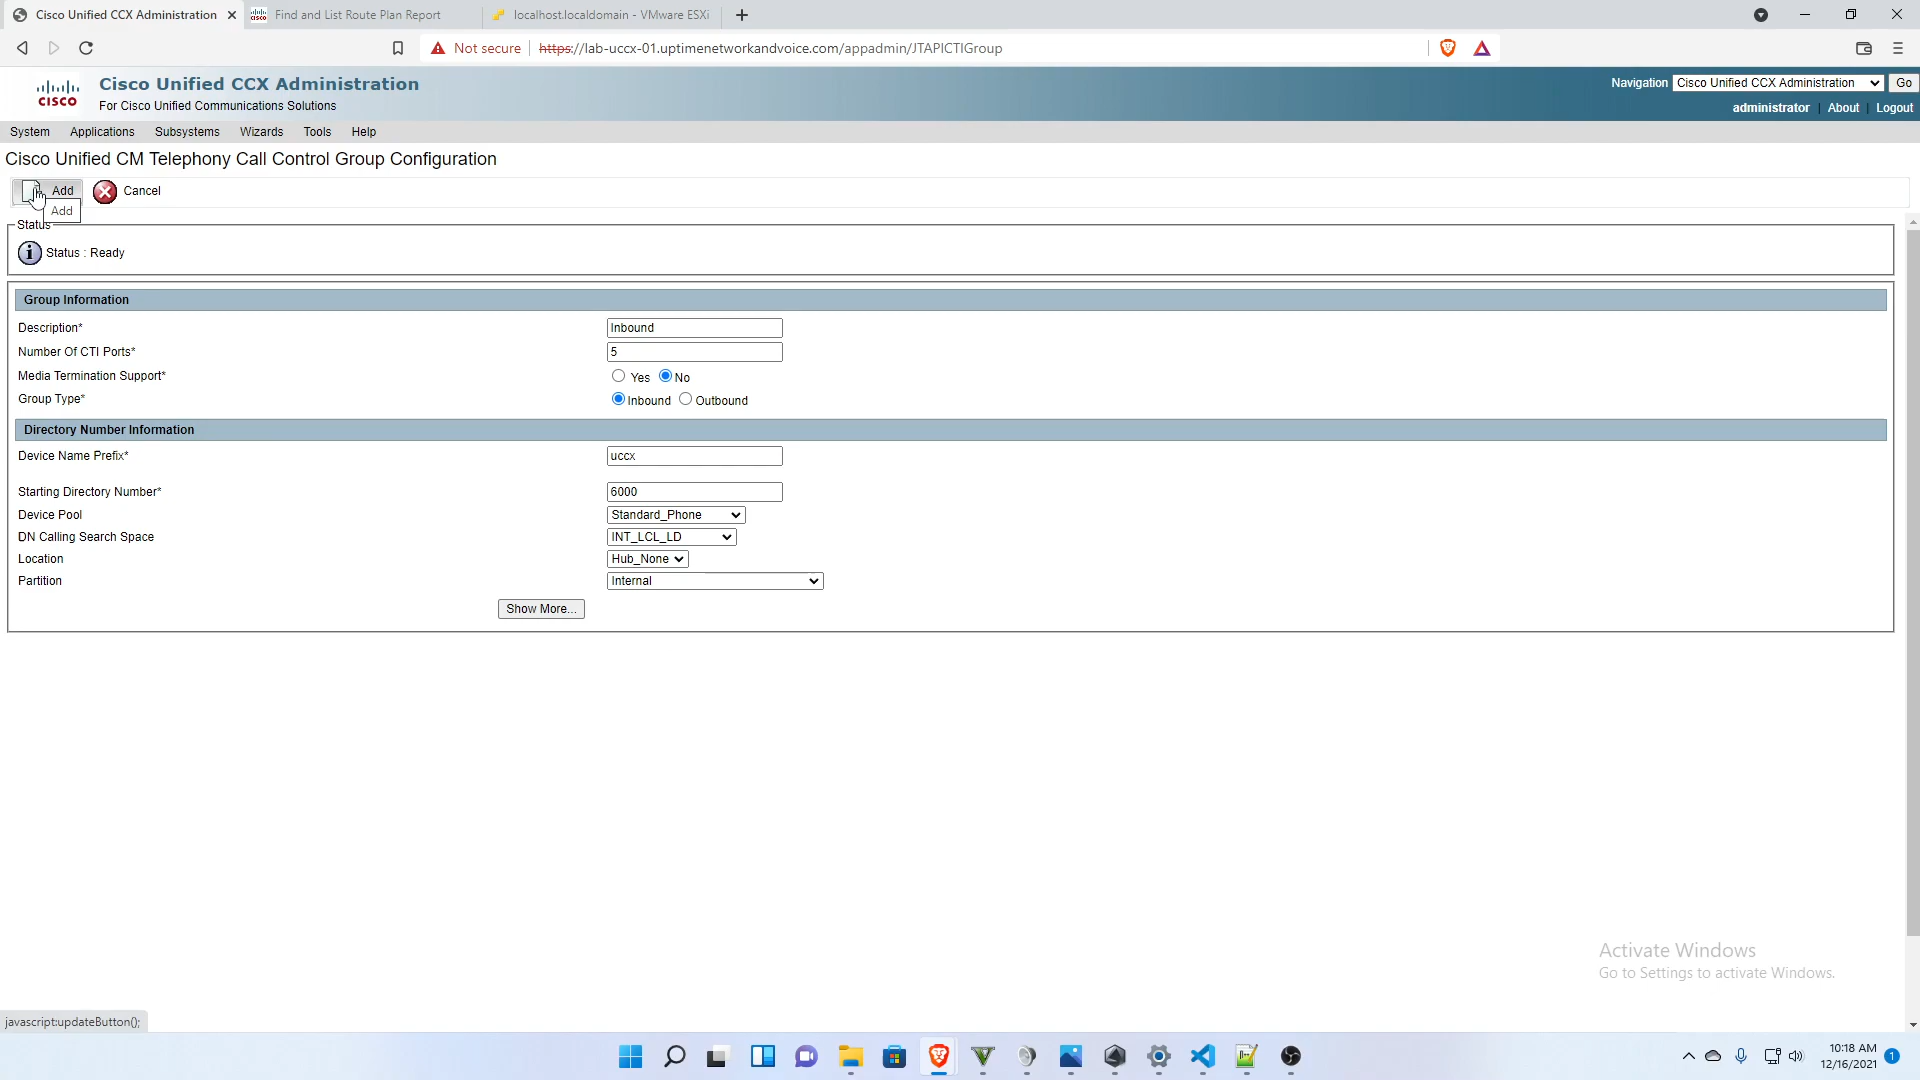 Cisco Unified CCX Administration
Find and List Route Plan Report
localhost.localdomain - VMware ESXi
Not secure
https://lab-uccx-01.uptimenetworkandvoice.com/appadmin/JTAPICTIGroup
cisco
Cisco Unified CCX Administration
For Cisco Unified Communications Solutions
Navigation Cisco Unified CCX Administration Go
administrator | About | Logout
System Applications Subsystems Wizards Tools Help
Cisco Unified CM Telephony Call Control Group Configuration
Add Cancel
Add
Status
Status : Ready
Group Information
Description* Inbound
Number Of CTI Ports* 5
Media Termination Support* Yes No
Group Type* Inbound Outbound
Directory Number Information
Device Name Prefix* uccx
Starting Directory Number* 6000
Device Pool Standard_Phone
DN Calling Search Space INT_LCL_LD
Location Hub_None
Partition Internal
Show More...
Activate Windows
Go to Settings to activate Windows.
javascript:updateButton();
10:18 AM
12/16/2021
1